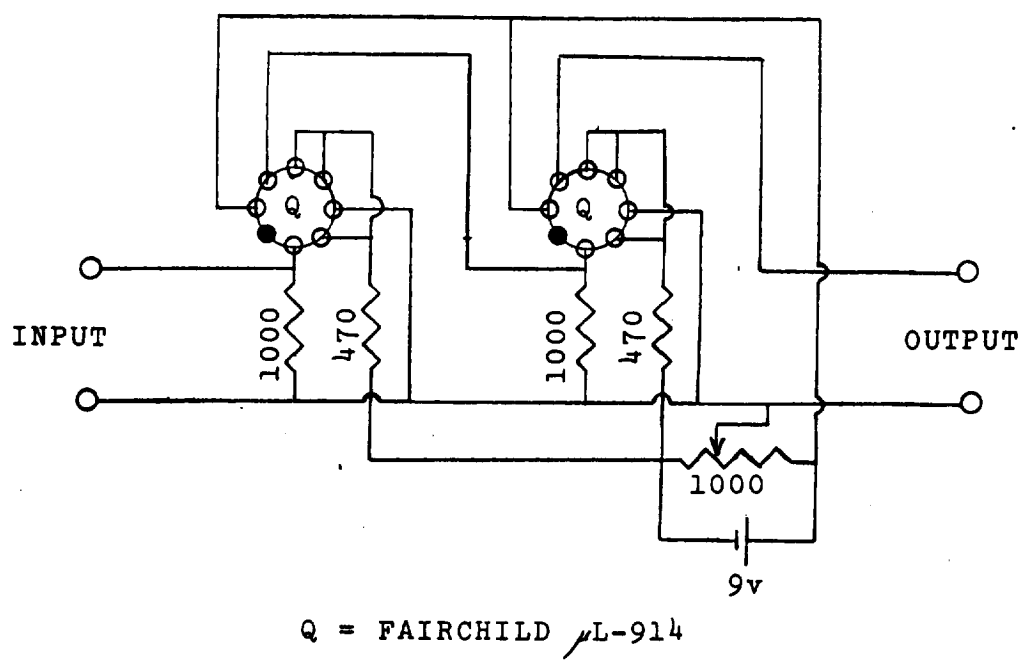 Q
Q
1000
470
1000
470
INPUT
OUTPUT
1000
9v
Q = FAIRCHILD μL-914